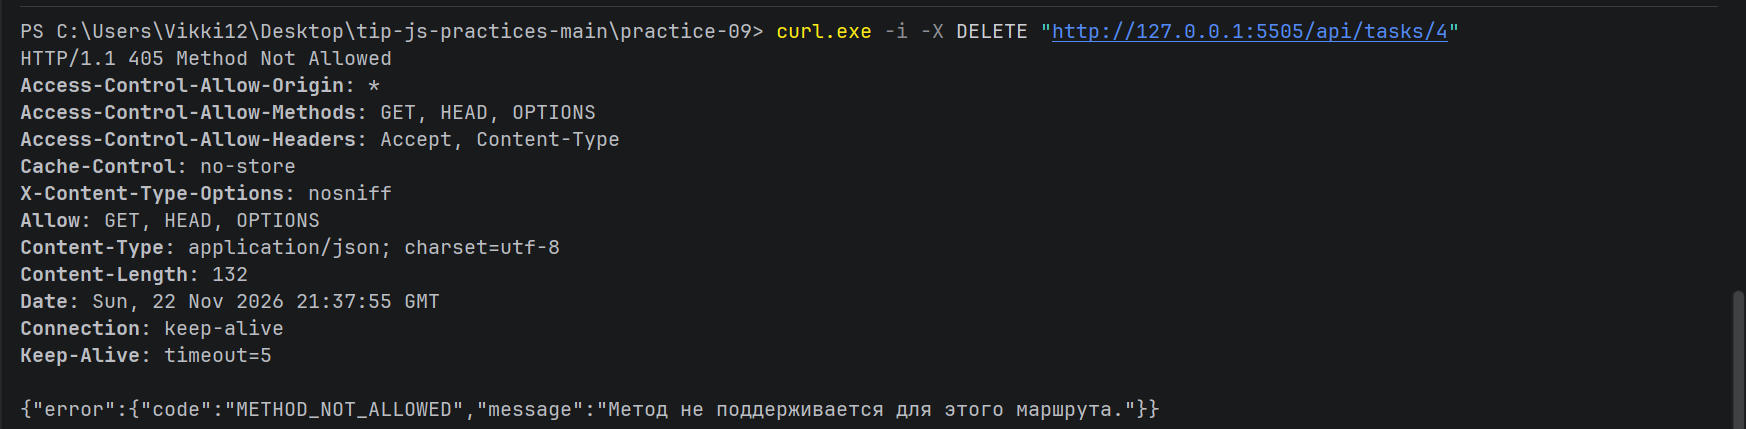 PS C:\Users\Vikki12\Desktop\tip-js-practices-main\practice-09> curl.exe -i -X DELETE "http://127.0.0.1:5505/api/tasks/4"
HTTP/1.1 405 Method Not Allowed
Access-Control-Allow-Origin: *
Access-Control-Allow-Methods: GET, HEAD, OPTIONS
Access-Control-Allow-Headers: Accept, Content-Type
Cache-Control: no-store
X-Content-Type-Options: nosniff
Allow: GET, HEAD, OPTIONS
Content-Type: application/json; charset=utf-8
Content-Length: 132
Date: Sun, 22 Nov 2026 21:37:55 GMT
Connection: keep-alive
Keep-Alive: timeout=5
{"error":{"code":"METHOD_NOT_ALLOWED","message":"Метод не поддерживается для этого маршрута."}}